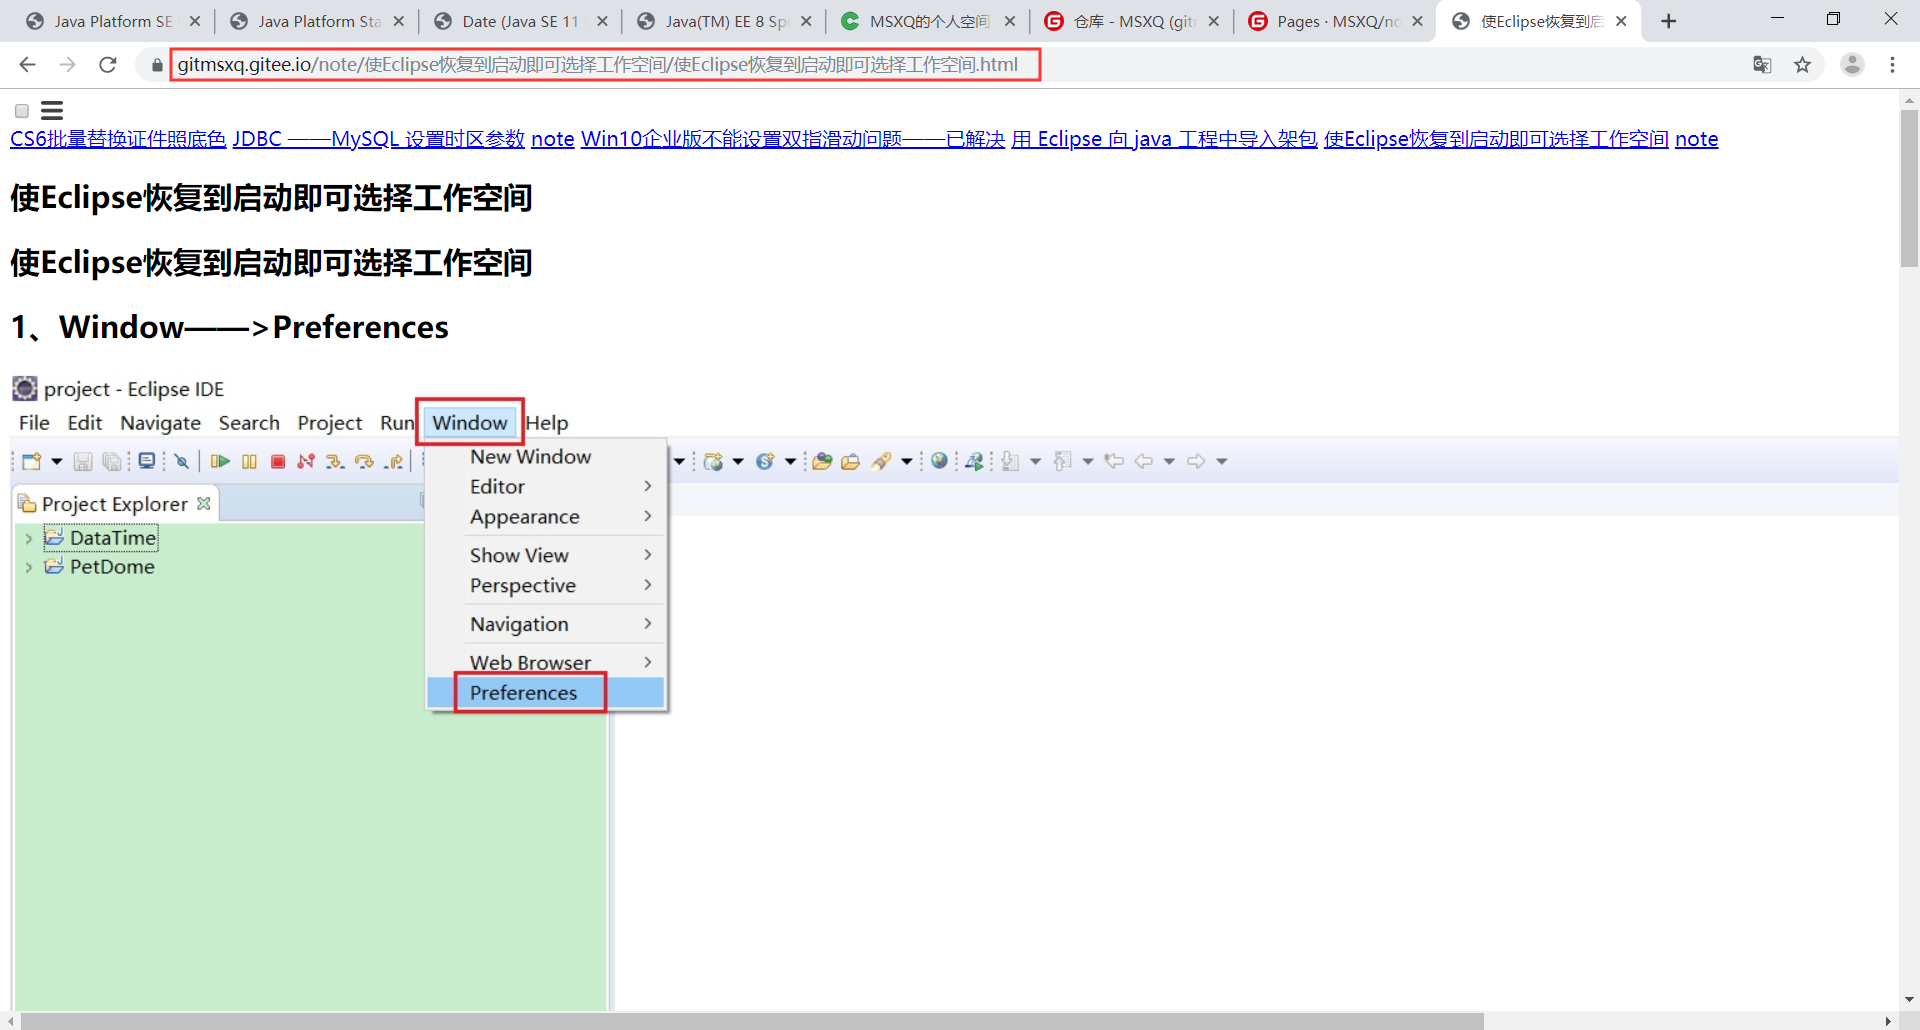 Java Platform SE
Java Platform Sta
Date (Java SE 11
Java(TM) EE 8 Spe
MSXQ的个人空间
仓库 - MSXQ (gitm
Pages · MSXQ/no
使Eclipse恢复到启
gitmsxq.gitee.io/note/使Eclipse恢复到启动即可选择工作空间/使Eclipse恢复到启动即可选择工作空间.html
CS6批量替换证件照底色 JDBC ——MySQL 设置时区参数 note Win10企业版不能设置双指滑动问题——已解决 用 Eclipse 向 java 工程中导入架包 使Eclipse恢复到启动即可选择工作空间 note
使Eclipse恢复到启动即可选择工作空间
使Eclipse恢复到启动即可选择工作空间
1、Window——>Preferences
project - Eclipse IDE
File Edit Navigate Search Project Run Window Help
New Window
Editor
Appearance
Show View
Perspective
Navigation
Web Browser
Preferences
Project Explorer
DataTime
PetDome